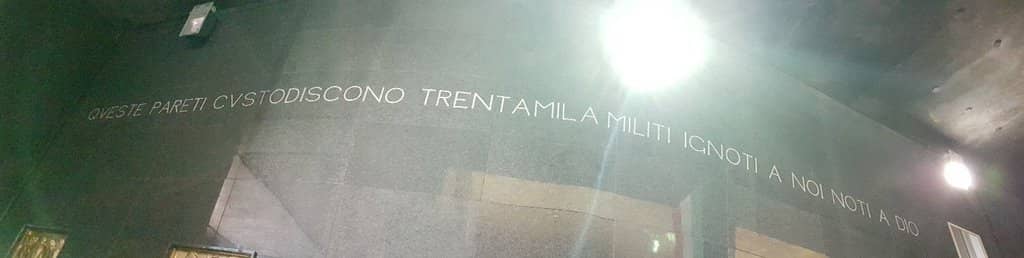 QVESTE PARETI CVSTODISCONO TRENTAMILA MILITI IGNOTI A NOI NOTI A DIO